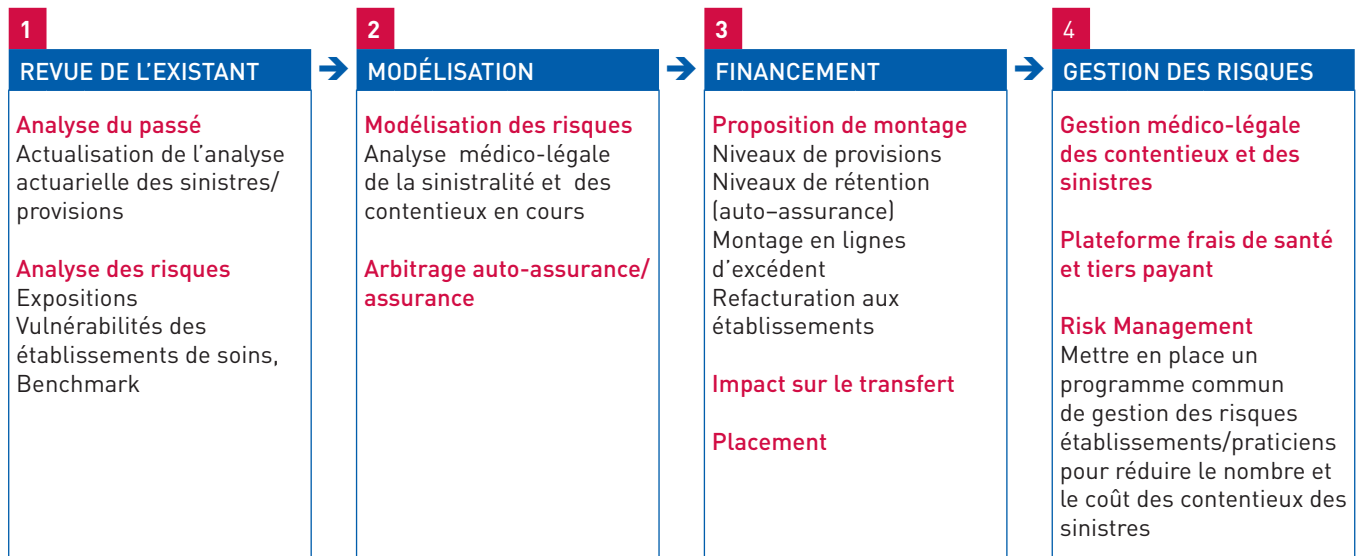 1
REVUE DE L’EXISTANT
Analyse du passé
Actualisation de l’analyse
actuarielle des sinistres/
provisions
Analyse des risques
Expositions
Vulnérabilités des
établissements de soins,
Benchmark
2
MODÉLISATION
Modélisation des risques
Analyse médico-légale
de la sinistralité et des
contentieux en cours
Arbitrage auto-assurance/
assurance
3
FINANCEMENT
Proposition de montage
Niveaux de provisions
Niveaux de rétention
(auto–assurance)
Montage en lignes
d’excédent
Refacturation aux
établissements
Impact sur le transfert
Placement
4
GESTION DES RISQUES
Gestion médico-légale
des contentieux et des
sinistres
Plateforme frais de santé
et tiers payant
Risk Management
Mettre en place un
programme commun
de gestion des risques
établissements/praticiens
pour réduire le nombre et
le coût des contentieux des
sinistres